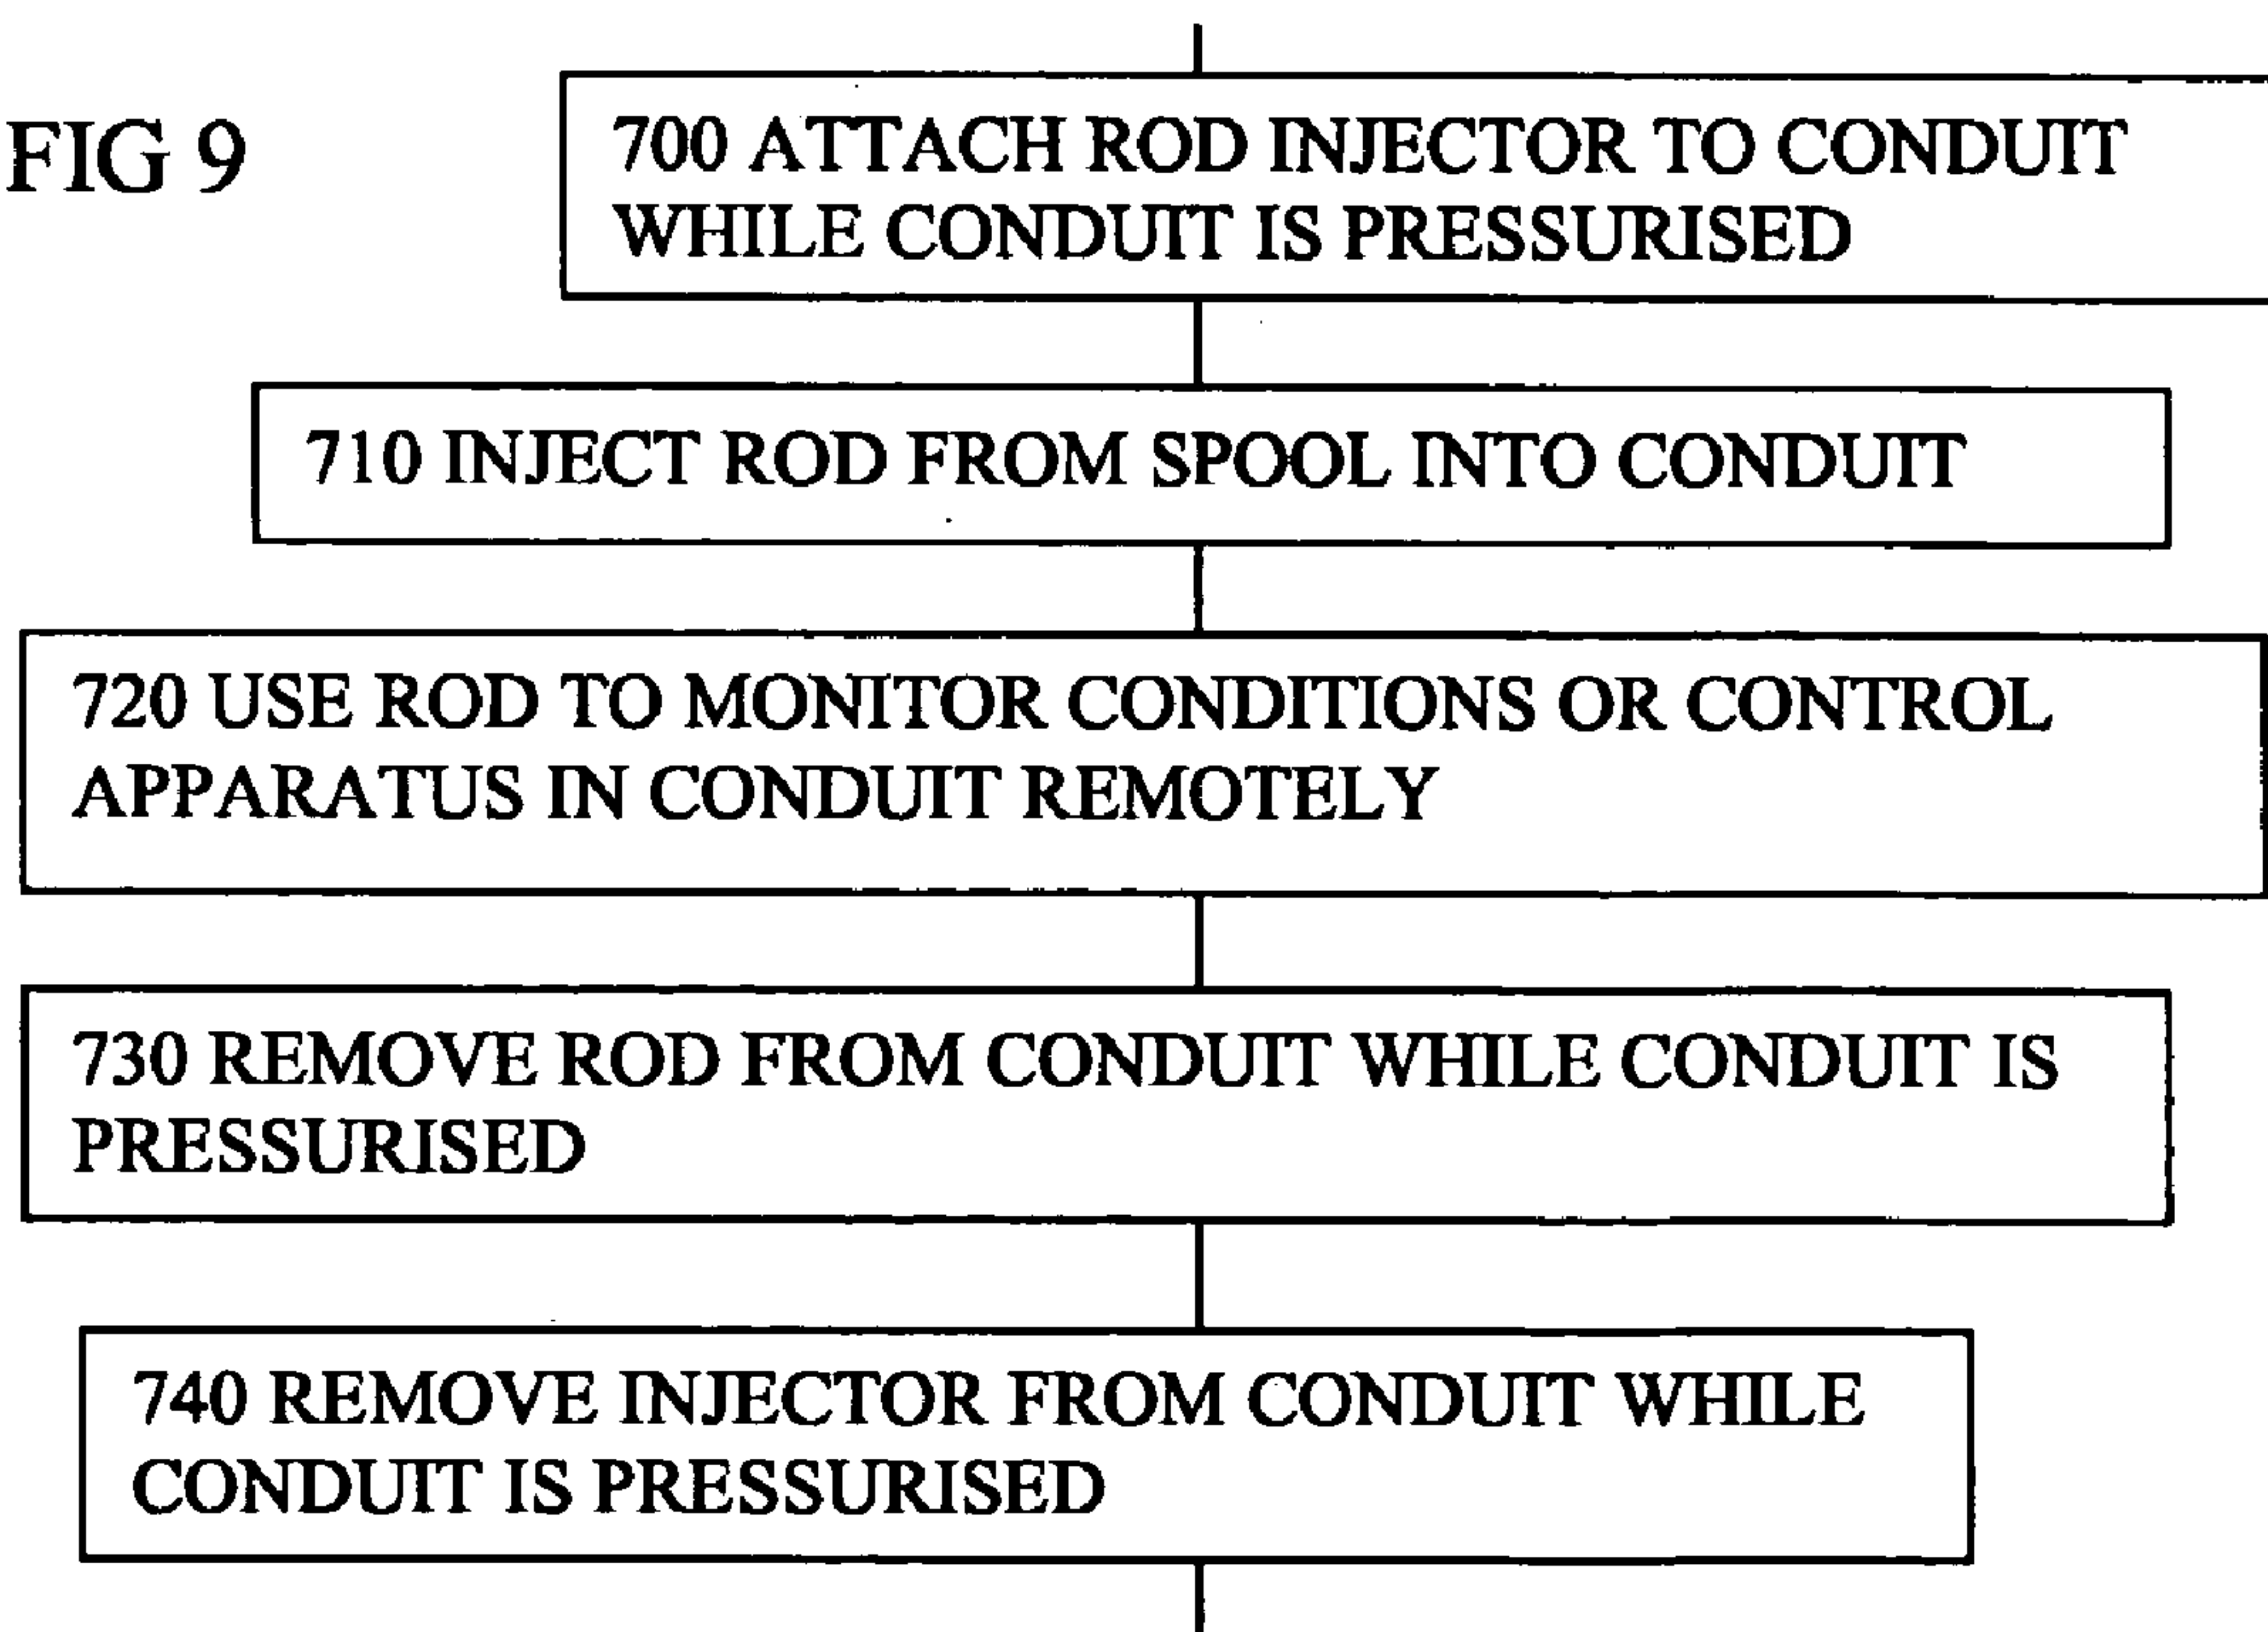 FIG 9
700 ATTACH ROD INJECTOR TO CONDUIT
WHILE CONDUIT IS PRESSURISED
710 INJECT ROD FROM SPOOL INTO CONDUIT
720 USE ROD TO MONITOR CONDITIONS OR CONTROL
APPARATUS IN CONDUIT REMOTELY
730 REMOVE ROD FROM CONDUIT WHILE CONDUIT IS
PRESSURISED
740 REMOVE INJECTOR FROM CONDUIT WHILE
CONDUIT IS PRESSURISED